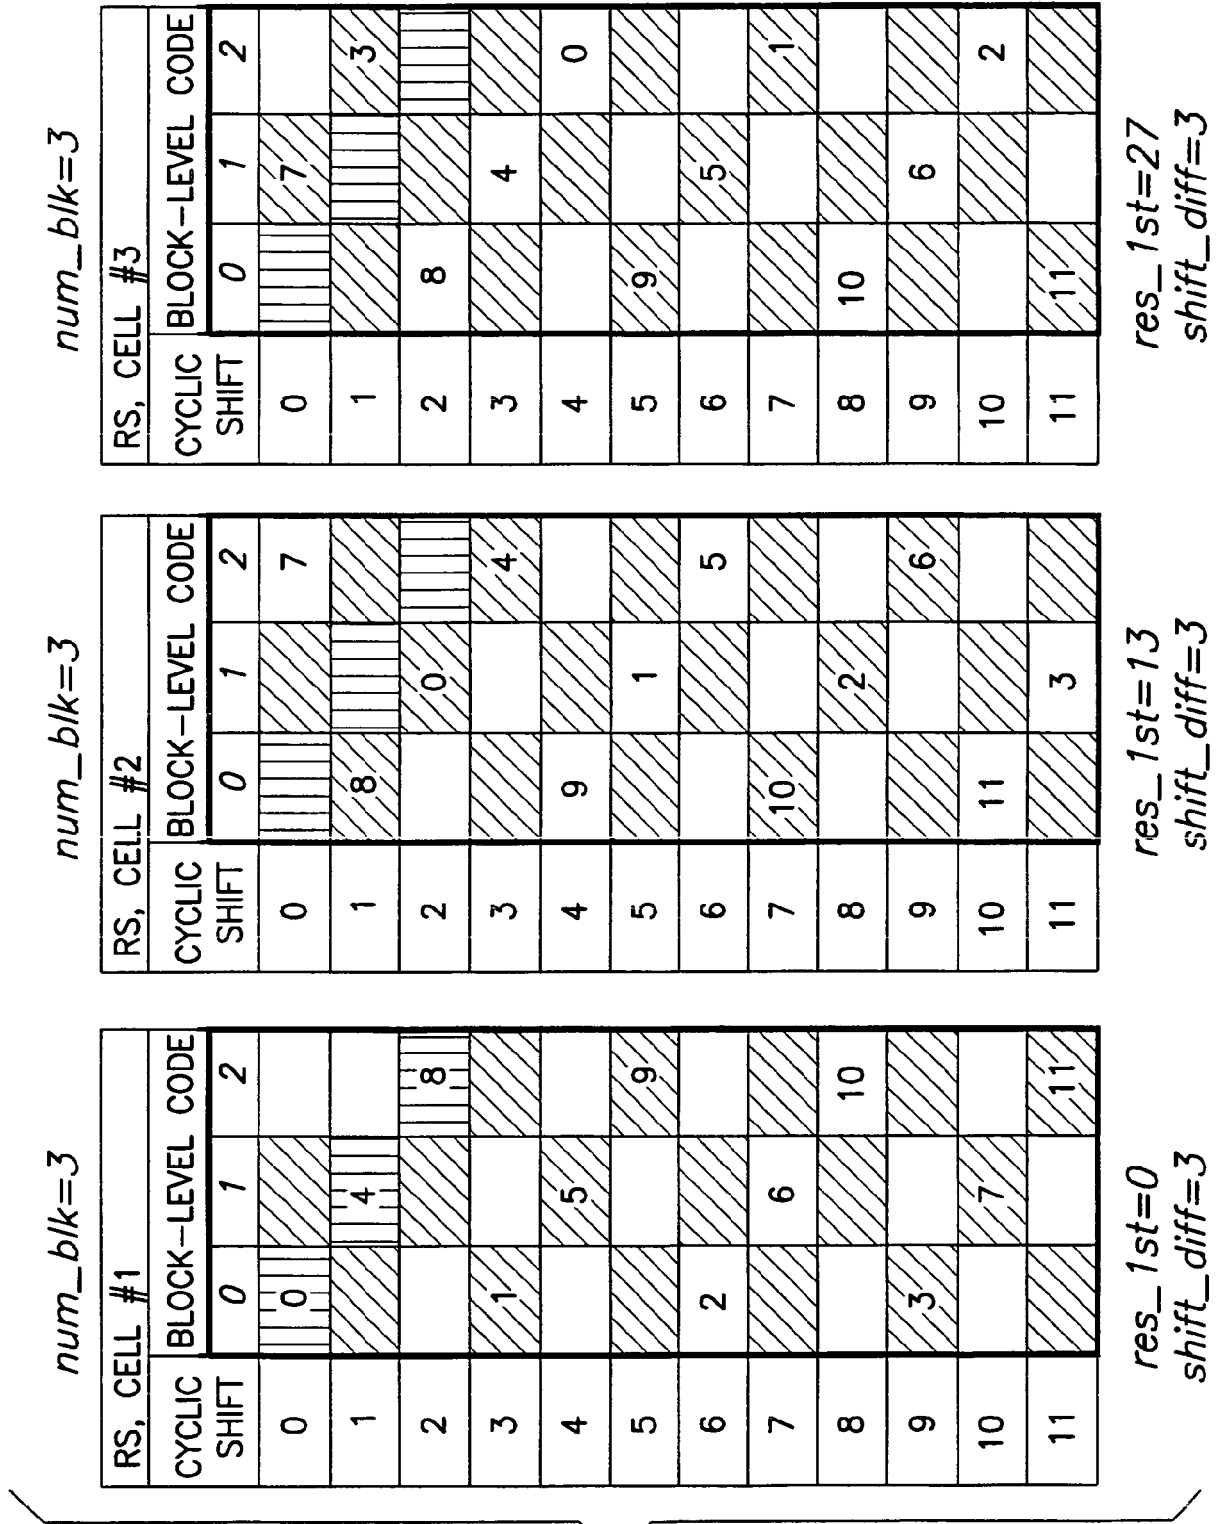 num_blk=3
RS, CELL #1
CYCLIC SHIFT BLOCK-LEVEL CODE
0 1 2
0 0
1 4
2 8
3 1
4 5
5 9
6 2
7 6
8 10
9 3
10 7
11 11
res_1st=0
shift_diff=3
num_blk=3
RS, CELL #2
CYCLIC SHIFT BLOCK-LEVEL CODE
0 1 2
0 7
1 8
2 0
3 4
4 9
5 1
6 5
7 10
8 2
9 6
10 11
11 3
res_1st=13
shift_diff=3
num_blk=3
RS, CELL #3
CYCLIC SHIFT BLOCK-LEVEL CODE
0 1 2
0 7
1 3
2 8
3 4
4 0
5 9
6 5
7 1
8 10
9 6
10 2
11 11
res_1st=27
shift_diff=3